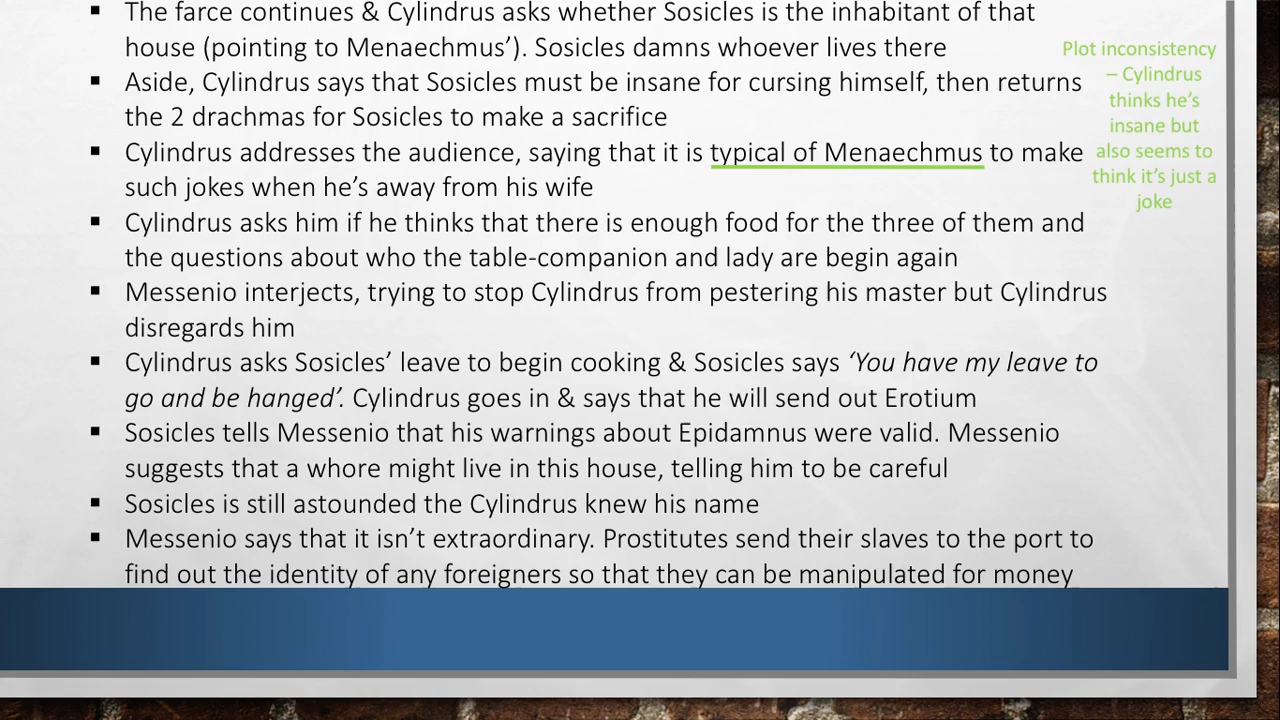 ▪ The farce continues & Cylindrus asks whether Sosicles is the inhabitant of that
house (pointing to Menaechmus’). Sosicles damns whoever lives there
▪ Aside, Cylindrus says that Sosicles must be insane for cursing himself, then returns
the 2 drachmas for Sosicles to make a sacrifice
▪ Cylindrus addresses the audience, saying that it is typical of Menaechmus to make
such jokes when he’s away from his wife
▪ Cylindrus asks him if he thinks that there is enough food for the three of them and
the questions about who the table-companion and lady are begin again
▪ Messenio interjects, trying to stop Cylindrus from pestering his master but Cylindrus
disregards him
▪ Cylindrus asks Sosicles’ leave to begin cooking & Sosicles says ‘You have my leave to
go and be hanged’. Cylindrus goes in & says that he will send out Erotium
▪ Sosicles tells Messenio that his warnings about Epidamnus were valid. Messenio
suggests that a whore might live in this house, telling him to be careful
▪ Sosicles is still astounded the Cylindrus knew his name
▪ Messenio says that it isn’t extraordinary. Prostitutes send their slaves to the port to
find out the identity of any foreigners so that they can be manipulated for money
Plot inconsistency
– Cylindrus
thinks he’s
insane but
also seems to
think it’s just a
joke